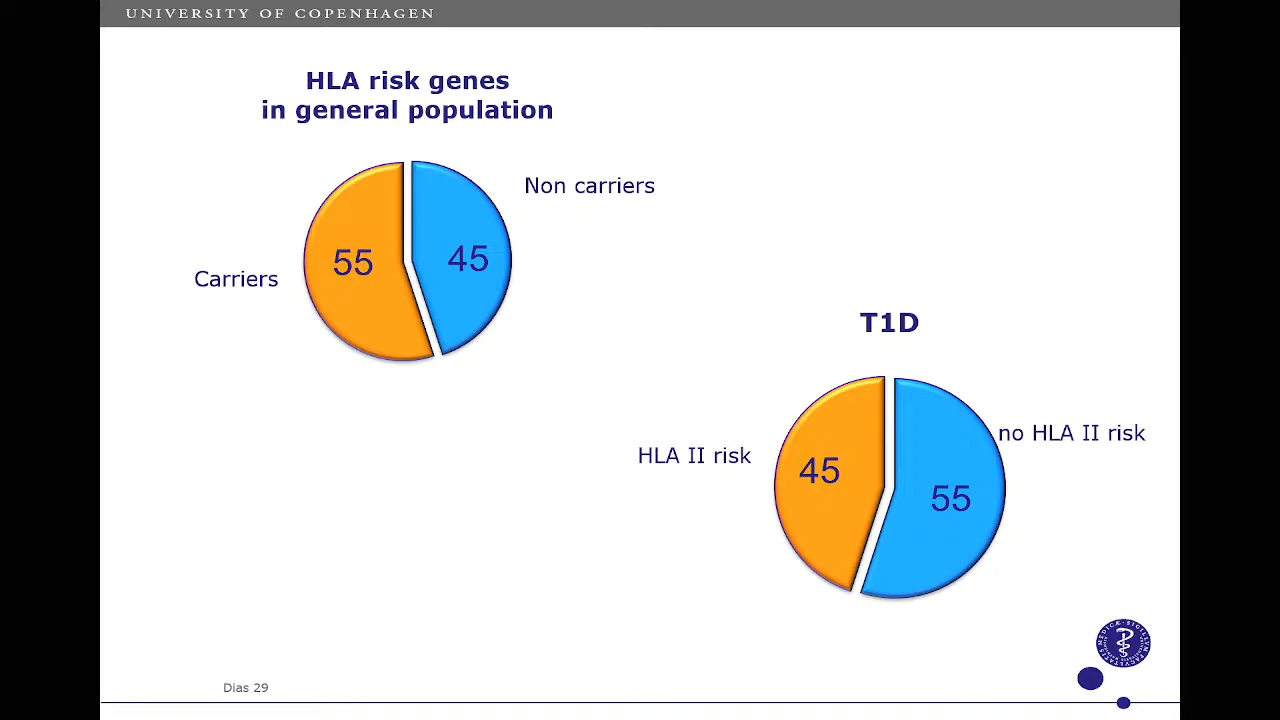 UNIVERSITY OF COPENHAGEN
HLA risk genes
in general population
Non carriers
55
45
Carriers
T1D
no HLA II risk
HLA II risk
45
55
Dias 29